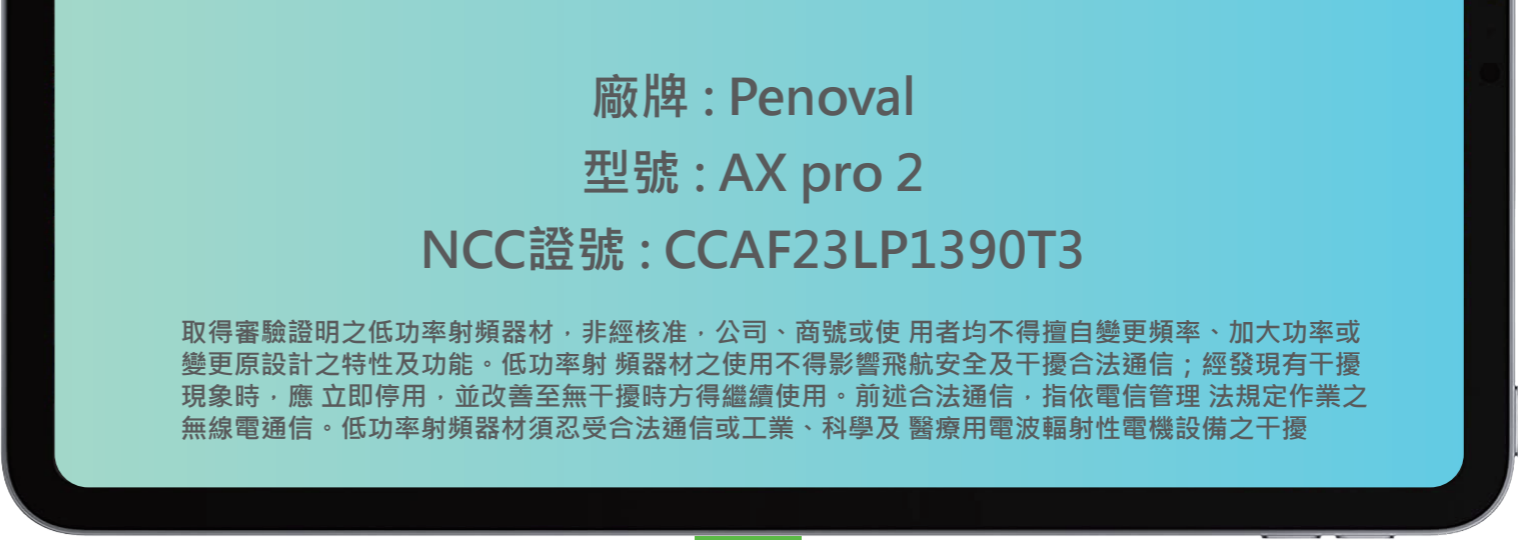 廠牌 : Penoval
型號 : AX pro 2
NCC證號 : CCAF23LP1390T3
取得審驗證明之低功率射頻器材，非經核准，公司、商號或使 用者均不得擅自變更頻率、加大功率或
變更原設計之特性及功能。低功率射 頻器材之使用不得影響飛航安全及干擾合法通信；經發現有干擾
現象時，應 立即停用，並改善至無干擾時方得繼續使用。前述合法通信，指依電信管理 法規定作業之
無線電通信。低功率射頻器材須忍受合法通信或工業、科學及 醫療用電波輻射性電機設備之干擾